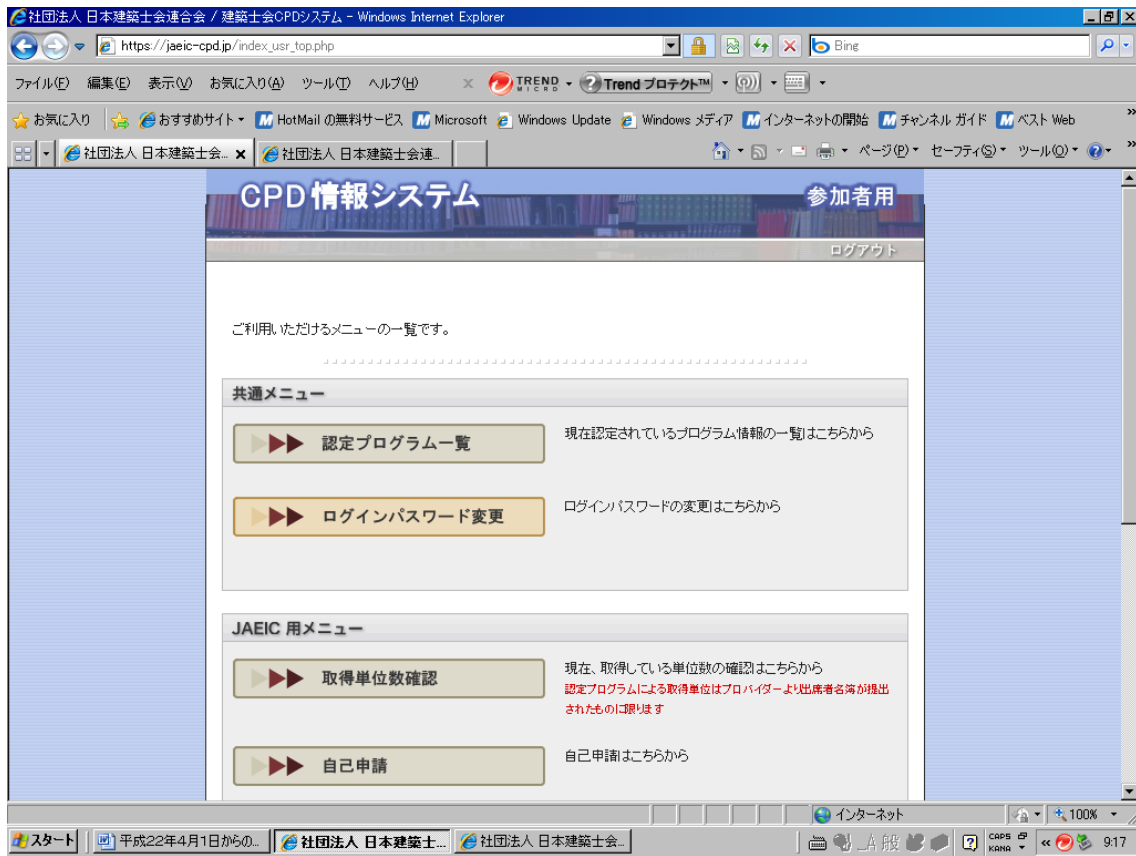 社団法人 日本建築士会連合会 / 建築士会CPDシステム - Windows Internet Explorer
https://jaeic-cpd.jp/index_usr_top.php
Bing
ファイル(F) 編集(E) 表示(V) お気に入り(A) ツール(T) ヘルプ(H) x TREND MICRO Trend プロテクト™
お気に入り おすすめサイト HotMail の無料サービス Microsoft Windows Update Windows メディア インターネットの開始 チャンネル ガイド ベスト Web »
社団法人 日本建築士会... x 社団法人 日本建築士会連... ページ(P) セーフティ(S) ツール(O) »
CPD情報システム 参加者用
ログアウト
ご利用いただけるメニューの一覧です。
共通メニュー
認定プログラム一覧 現在認定されているプログラム情報の一覧はこちらから
ログインパスワード変更 ログインパスワードの変更はこちらから
JAEIC 用メニュー
取得単位数確認 現在、取得している単位数の確認はこちらから
認定プログラムによる取得単位はプロバイダーより出席者名簿が提出
されたものに限ります
自己申請 自己申請はこちらから
インターネット 100%
スタート 平成22年4月1日からの... 社団法人 日本建築士... 社団法人 日本建築士会... A 般 CAPS KANA « 9:17